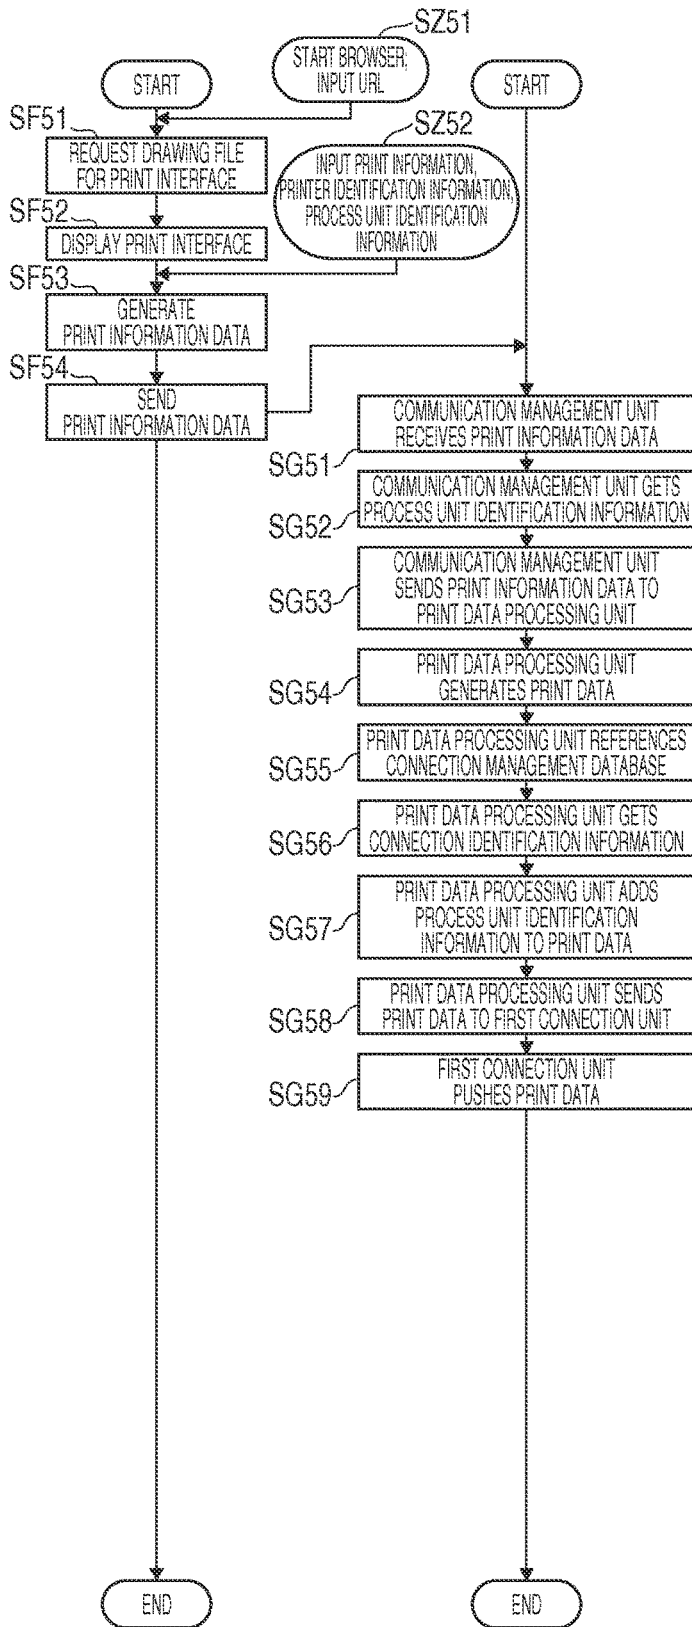 SZ51
START BROWSER;
INPUT URL
START
START
SF51
REQUEST DRAWING FILE
FOR PRINT INTERFACE
SZ52
INPUT PRINT INFORMATION,
PRINTER IDENTIFICATION INFORMATION,
PROCESS UNIT IDENTIFICATION
INFORMATION
SF52
DISPLAY PRINT INTERFACE
SF53
GENERATE
PRINT INFORMATION DATA
SF54
SEND
PRINT INFORMATION DATA
COMMUNICATION MANAGEMENT UNIT
RECEIVES PRINT INFORMATION DATA
SG51
COMMUNICATION MANAGEMENT UNIT GETS
PROCESS UNIT IDENTIFICATION INFORMATION
SG52
COMMUNICATION MANAGEMENT UNIT
SENDS PRINT INFORMATION DATA TO
PRINT DATA PROCESSING UNIT
SG53
PRINT DATA PROCESSING UNIT
GENERATES PRINT DATA
SG54
PRINT DATA PROCESSING UNIT REFERENCES
CONNECTION MANAGEMENT DATABASE
SG55
PRINT DATA PROCESSING UNIT GETS
CONNECTION IDENTIFICATION INFORMATION
SG56
PRINT DATA PROCESSING UNIT ADDS
PROCESS UNIT IDENTIFICATION
INFORMATION TO PRINT DATA
SG57
PRINT DATA PROCESSING UNIT SENDS
PRINT DATA TO FIRST CONNECTION UNIT
SG58
FIRST CONNECTION UNIT
PUSHES PRINT DATA
SG59
END
END